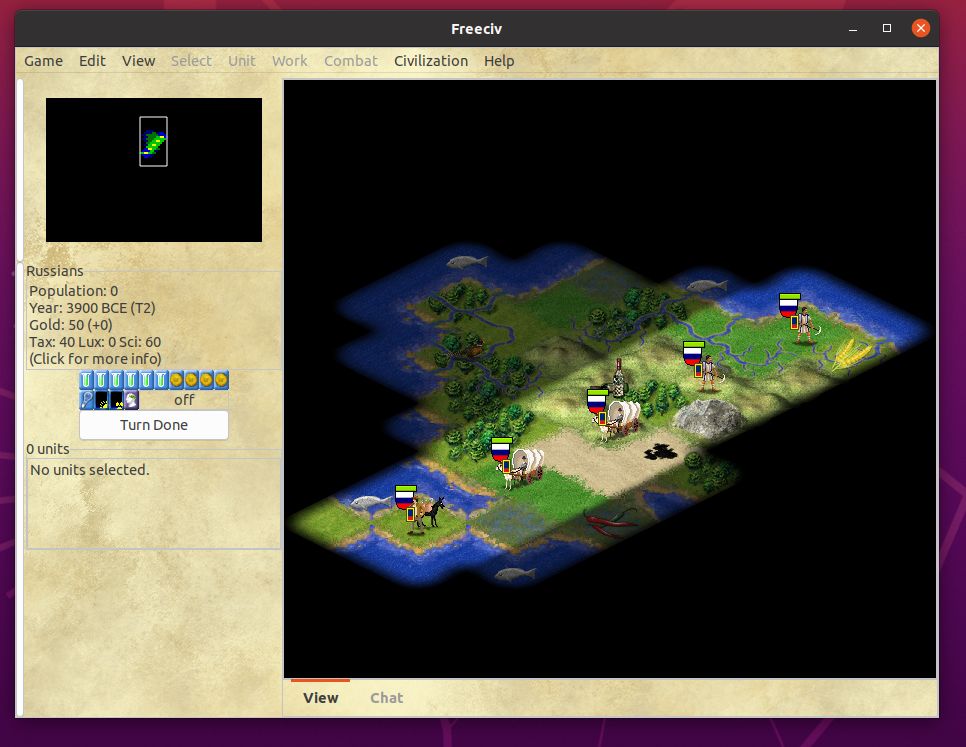 Freeciv
Game Edit View Select Unit Work Combat Civilization Help
Russians
Population: 0
Year: 3900 BCE (T2)
Gold: 50 (+0)
Tax: 40 Lux: 0 Sci: 60
(Click for more info)
off
Turn Done
0 units
No units selected.
View Chat